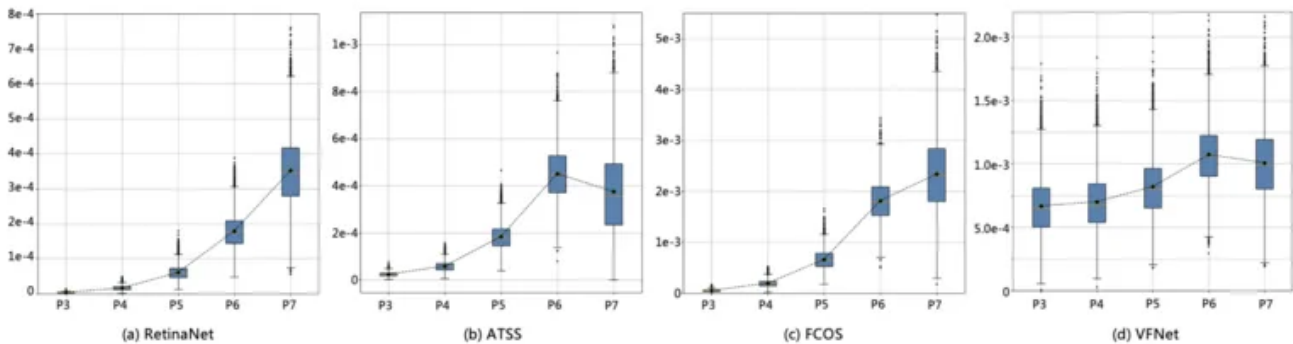 8e-4
7e-4
6e-4
5e-4
4e-4
3e-4
2e-4
1e-4
0
P3 P4 P5 P6 P7
(a) RetinaNet
1e-3
8e-4
6e-4
4e-4
2e-4
0
P3 P4 P5 P6 P7
(b) ATSS
5e-3
4e-3
3e-3
2e-3
1e-3
0
P3 P4 P5 P6 P7
(c) FCOS
2.0e-3
1.5e-3
1.0e-3
5.0e-4
0
P3 P4 P5 P6 P7
(d) VFNet